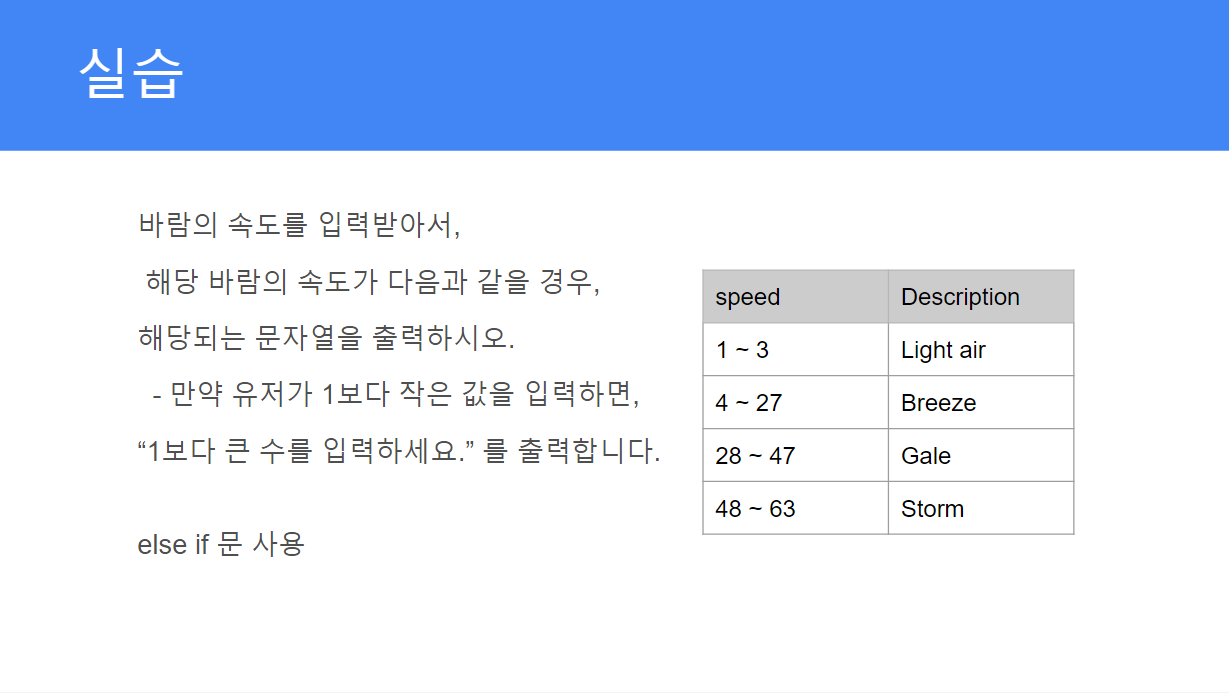 실습
바람의 속도를 입력받아서,
해당 바람의 속도가 다음과 같을 경우,
해당되는 문자열을 출력하시오.
- 만약 유저가 1보다 작은 값을 입력하면,
“1보다 큰 수를 입력하세요.” 를 출력합니다.
else if 문 사용
speed Description
1 ~ 3 Light air
4 ~ 27 Breeze
28 ~ 47 Gale
48 ~ 63 Storm